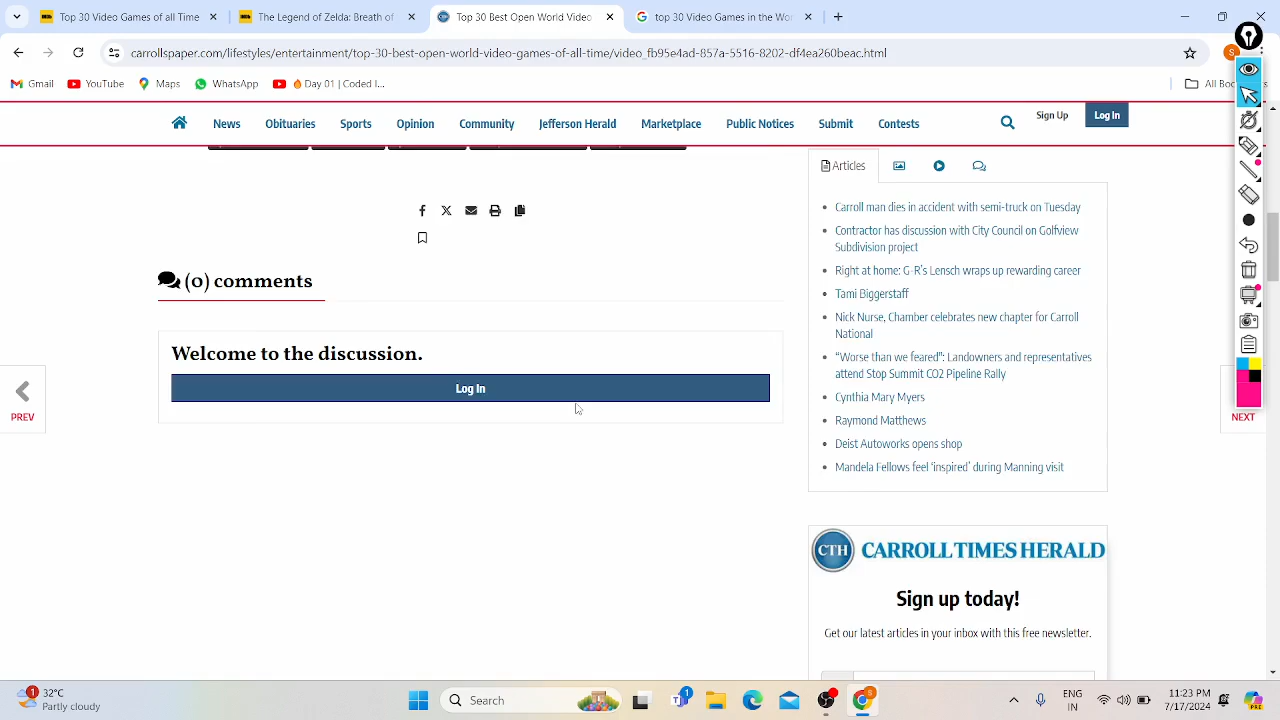 Top 30 Video Games of all Time
The Legend of Zelda: Breath of
Top 30 Best Open World Video
top 30 Video Games in the Wo
carrollspaper.com/lifestyles/entertainment/top-30-best-open-world-video-games-of-all-time/video_fb95e4ad-857a-5516-8202-df4ea260beac.html
S
Gmail
YouTube
Maps
WhatsApp
Day 01 | Coded I...
All Bo
News
Obituaries
Sports
Opinion
Community
Jefferson Herald
Marketplace
Public Notices
Submit
Contests
Sign Up
Log In
Articles
Carroll man dies in accident with semi-truck on Tuesday
Contractor has discussion with City Council on Golfview
Subdivision project
Right at home: G-R's Lensch wraps up rewarding career
Tami Biggerstaff
Nick Nurse, Chamber celebrates new chapter for Carroll
National
“Worse than we feared”: Landowners and representatives
attend Stop Summit CO2 Pipeline Rally
Cynthia Mary Myers
Raymond Matthews
Deist Autoworks opens shop
Mandela Fellows feel ‘inspired’ during Manning visit
(0) comments
Welcome to the discussion.
Log In
PREV
NEXT
CTH CARROLL TIMES HERALD
Sign up today!
Get our latest articles in your inbox with this free newsletter.
1
32°C
Partly cloudy
Search
1
S
ENG
IN
11:23 PM
7/17/2024
PRE